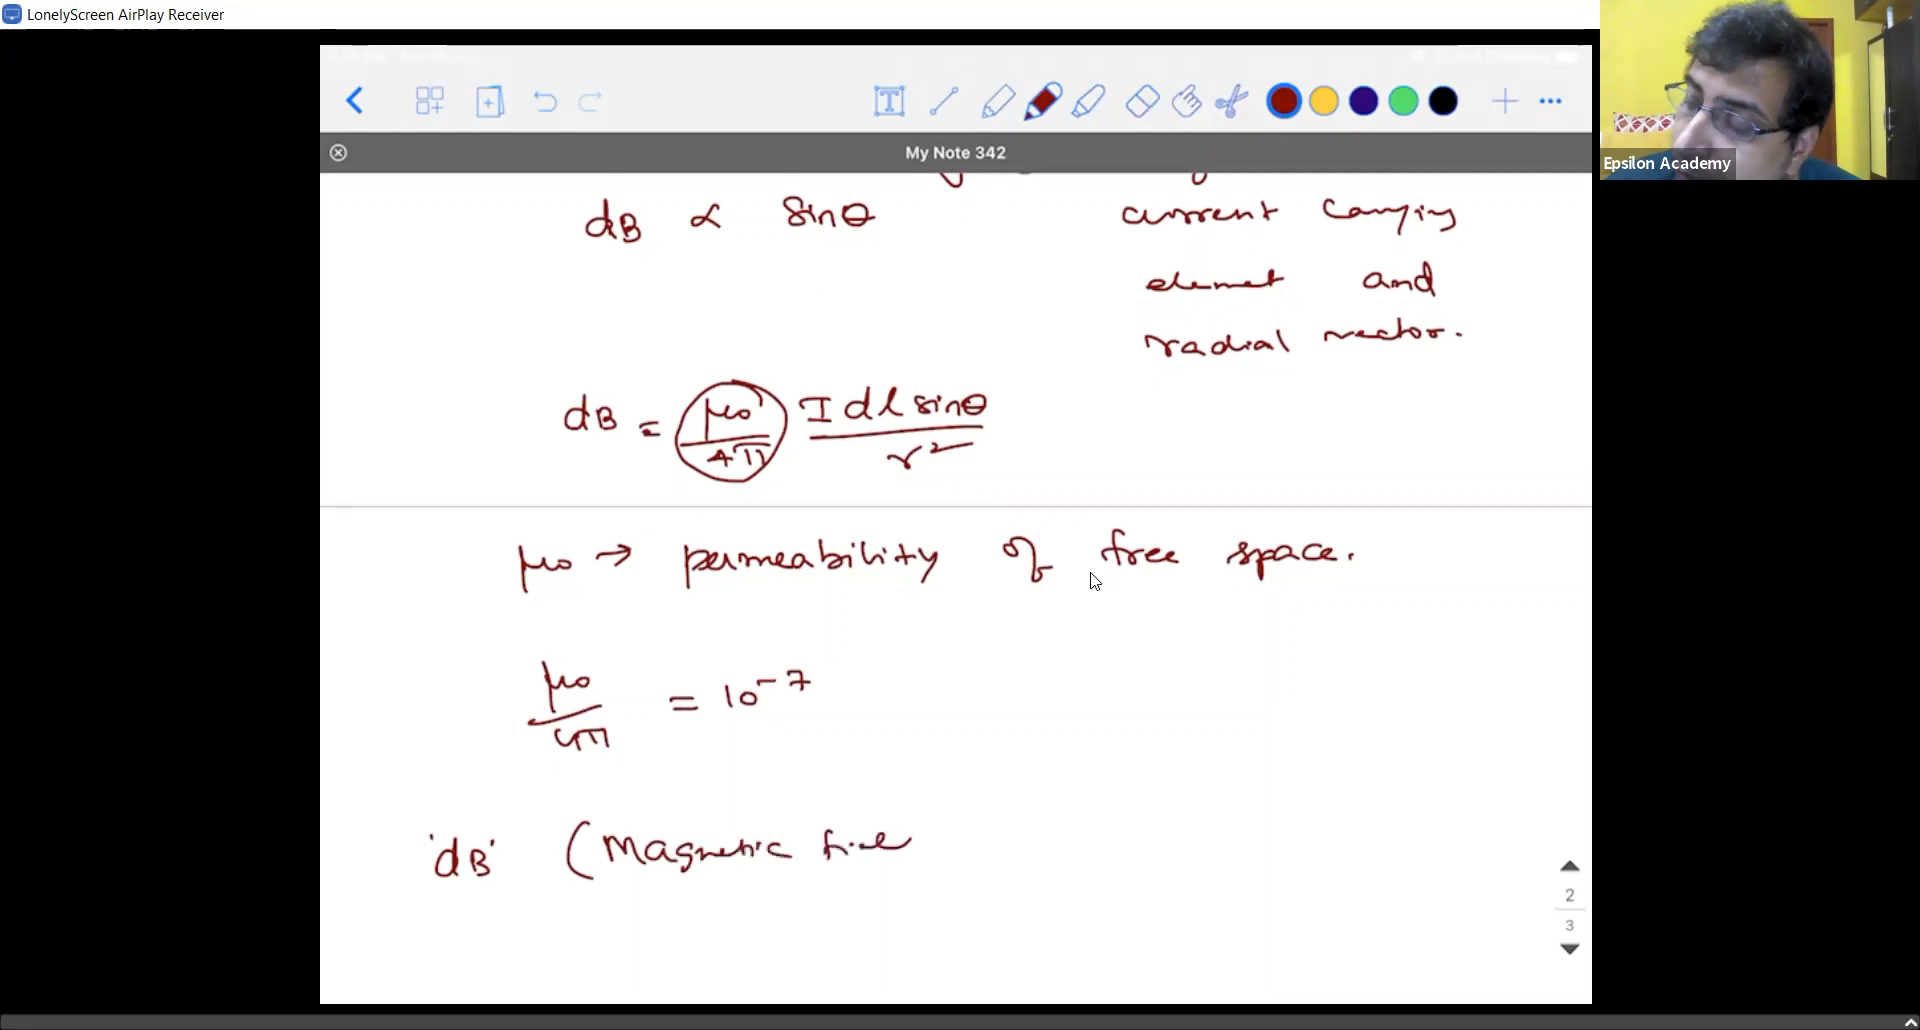 LonelyScreen AirPlay Receiver
My Note 342
Epsilon Academy
dB ∝ sinθ
current carrying
element and
radial vector.
dB = μ0/4π I dl sinθ/r²
μ0 → permeability of free space.
μ0/4π = 10⁻⁷
'dB' (Magnetic fiel
2
3